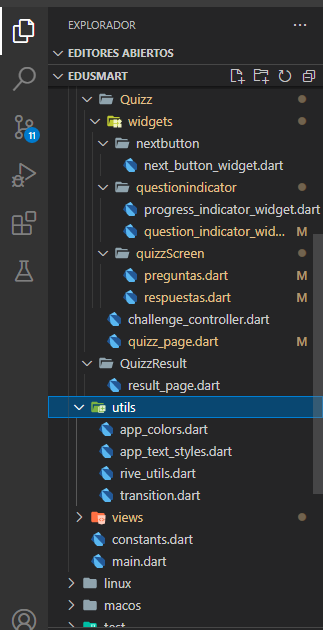 EXPLORADOR
EDITORES ABIERTOS
EDUSMART
Quizz
widgets
nextbutton
next_button_widget.dart
questionindicator
progress_indicator_widget.dart
question_indicator_wid... M
quizzScreen
preguntas.dart M
respuestas.dart M
challenge_controller.dart
quizz_page.dart M
QuizzResult
result_page.dart
utils
app_colors.dart
app_text_styles.dart
rive_utils.dart
transition.dart
views
constants.dart
main.dart
linux
macos
test
11